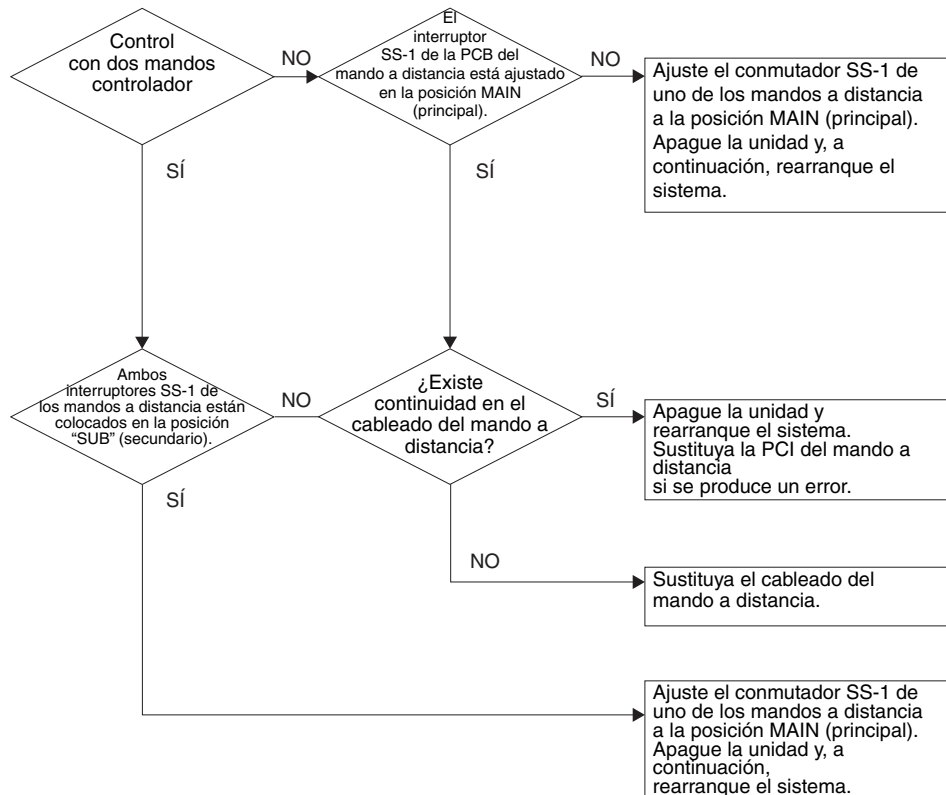 Control
con dos mandos
controlador
NO
El
interruptor
SS-1 de la PCB del
mando a distancia está ajustado
en la posición MAIN
(principal).
NO
Ajuste el conmutador SS-1 de
uno de los mandos a distancia
a la posición MAIN (principal).
Apague la unidad y, a
continuación, rearranque el
sistema.
SÍ
SÍ
Ambos
interruptores SS-1 de
los mandos a distancia están
colocados en la posición
“SUB” (secundario).
NO
¿Existe
continuidad en el
cableado del mando a
distancia?
SÍ
Apague la unidad y
rearranque el sistema.
Sustituya la PCI del mando a
distancia
si se produce un error.
SÍ
NO
Sustituya el cableado del
mando a distancia.
Ajuste el conmutador SS-1 de
uno de los mandos a distancia
a la posición MAIN (principal).
Apague la unidad y, a
continuación,
rearranque el sistema.